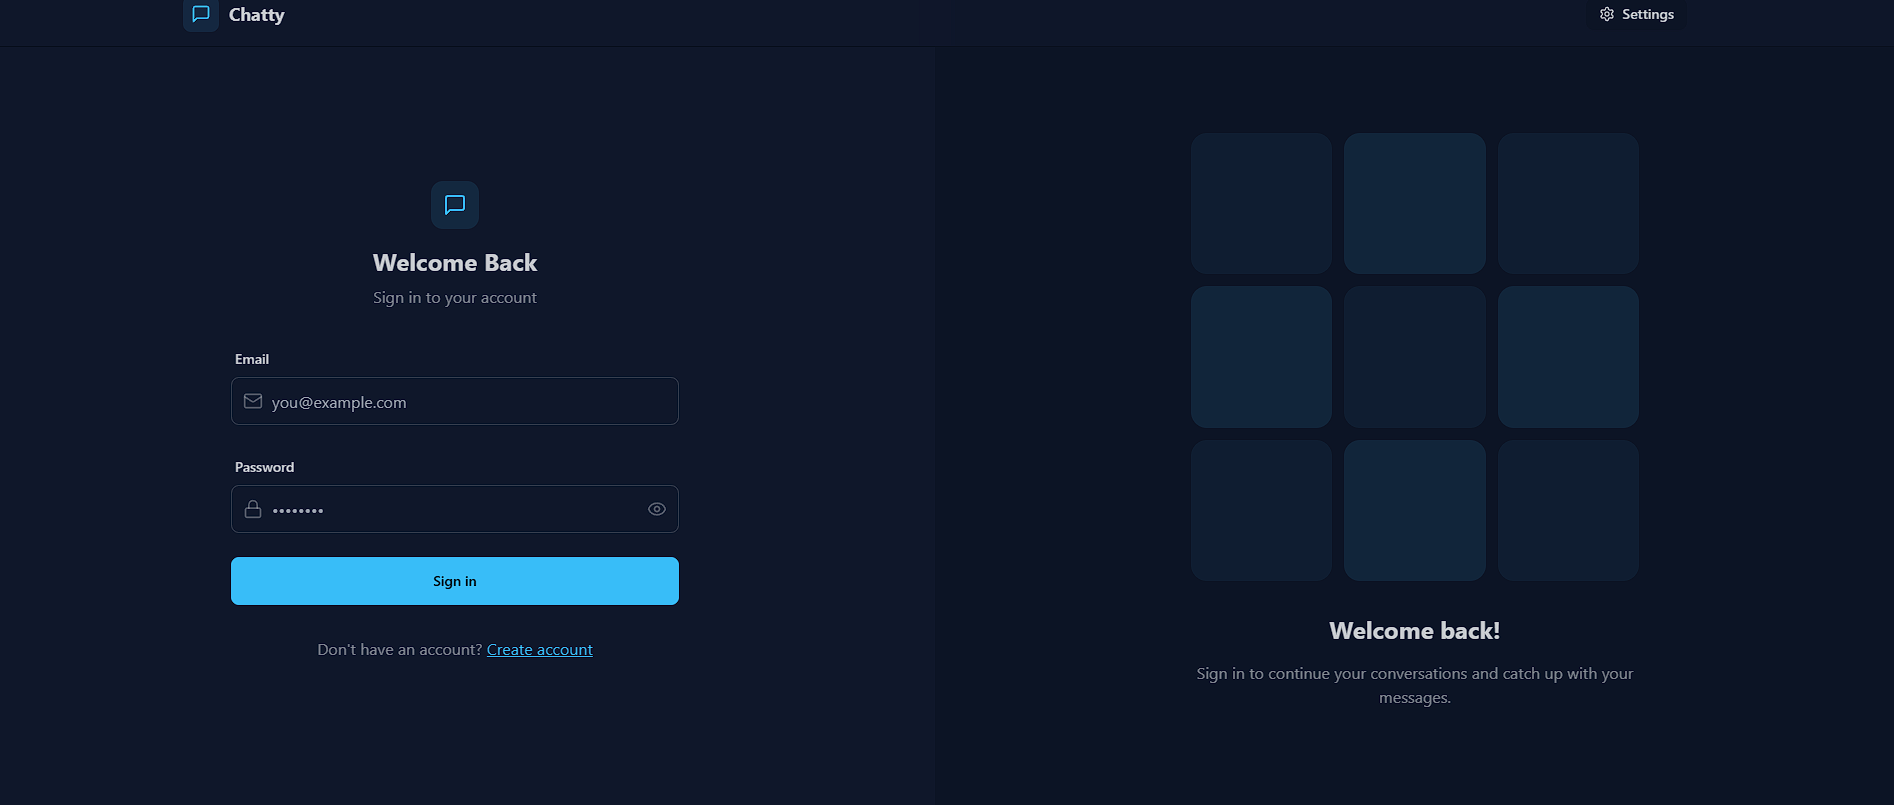 Chatty
Settings
Welcome Back
Sign in to your account
Email
you@example.com
Password
••••••••
Sign in
Don't have an account? Create account
Welcome back!
Sign in to continue your conversations and catch up with your
messages.